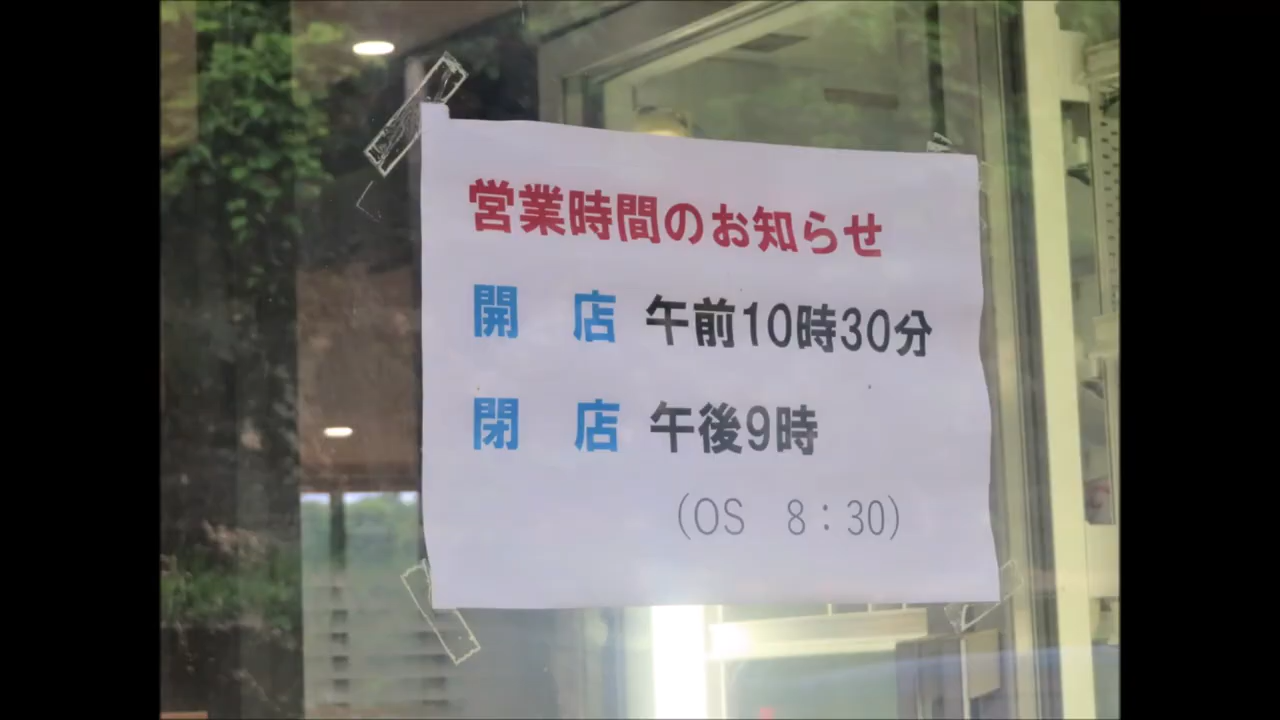 営業時間のお知らせ
開　店 午前10時30分
閉　店 午後9時
（OS　8：30）